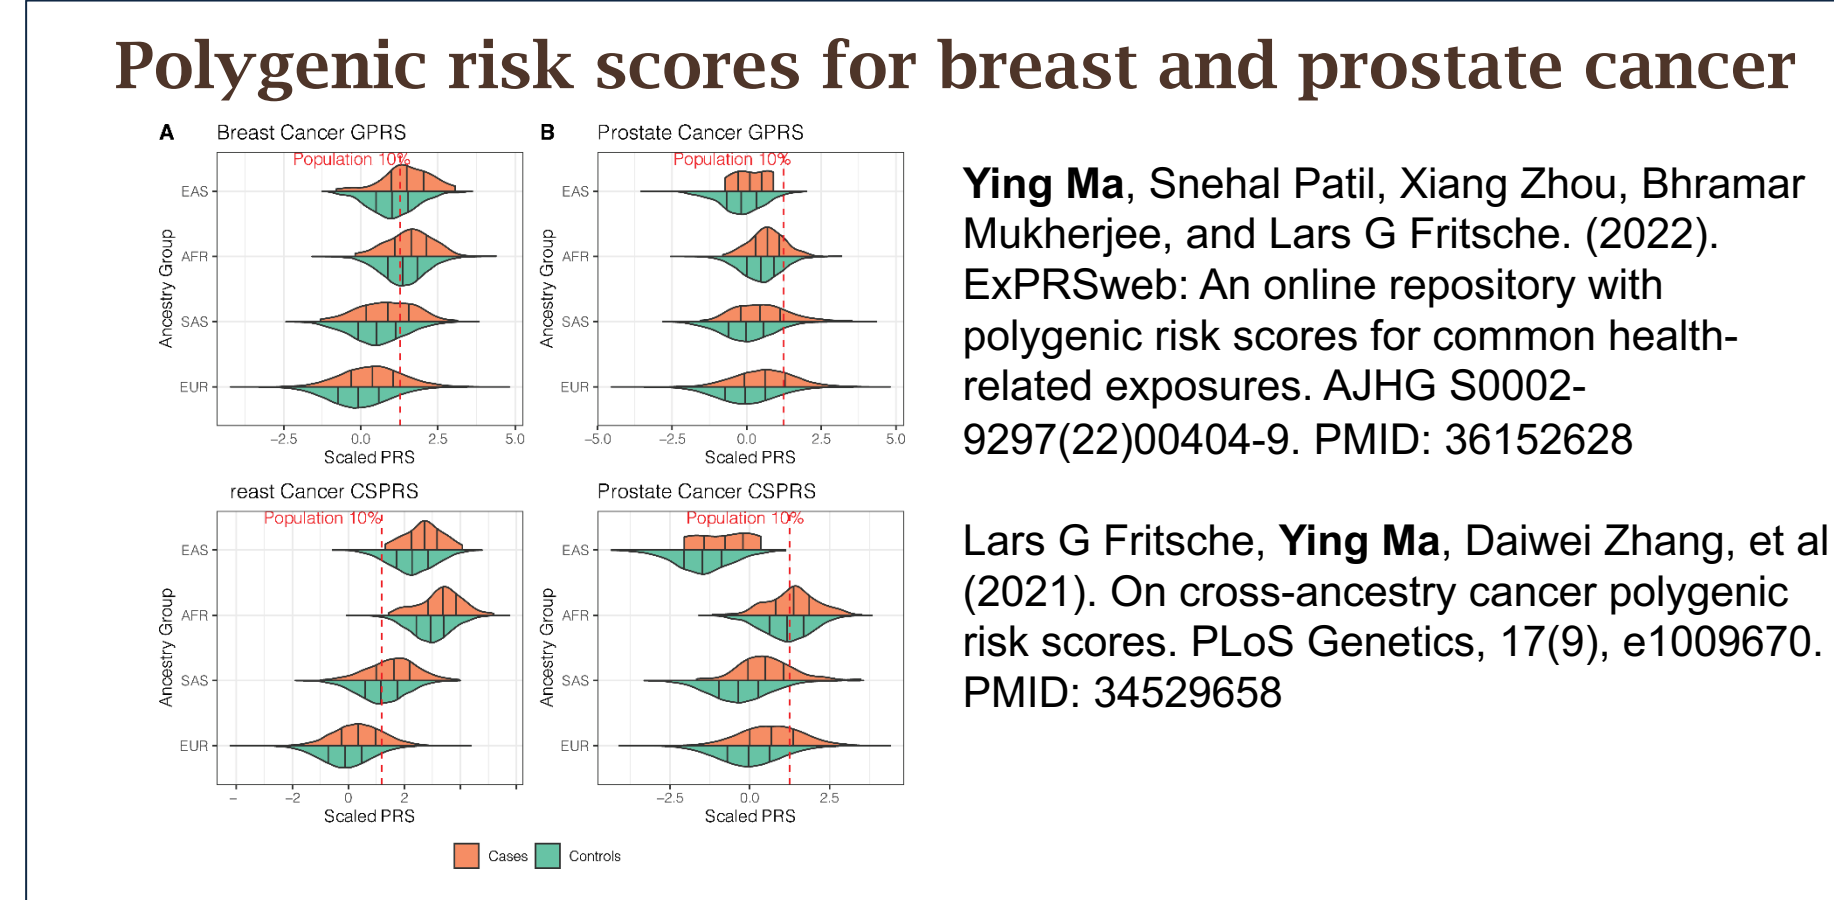 Polygenic risk scores for breast and prostate cancer
A Breast Cancer GPRS
Population 10%
EAS
AFR
SAS
EUR
Ancestry Group
−2.5 0.0 2.5 5.0
Scaled PRS
B Prostate Cancer GPRS
Population 10%
EAS
AFR
SAS
EUR
Ancestry Group
−5.0 −2.5 0.0 2.5 5.0
Scaled PRS
reast Cancer CSPRS
Population 10%
EAS
AFR
SAS
EUR
Ancestry Group
− −2 0 2
Scaled PRS
Prostate Cancer CSPRS
Population 10%
EAS
AFR
SAS
EUR
Ancestry Group
−2.5 0.0 2.5
Scaled PRS
Cases Controls
Ying Ma, Snehal Patil, Xiang Zhou, Bhramar
Mukherjee, and Lars G Fritsche. (2022).
ExPRSweb: An online repository with
polygenic risk scores for common health-
related exposures. AJHG S0002-
9297(22)00404-9. PMID: 36152628
Lars G Fritsche, Ying Ma, Daiwei Zhang, et al
(2021). On cross-ancestry cancer polygenic
risk scores. PLoS Genetics, 17(9), e1009670.
PMID: 34529658